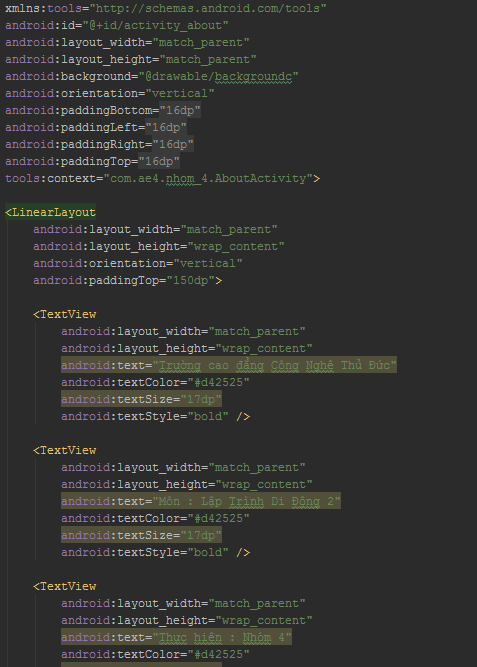 xmlns:tools="http://schemas.android.com/tools"
android:id="@+id/activity_about"
android:layout_width="match_parent"
android:layout_height="match_parent"
android:background="@drawable/backgroundc"
android:orientation="vertical"
android:paddingBottom="16dp"
android:paddingLeft="16dp"
android:paddingRight="16dp"
android:paddingTop="16dp"
tools:context="com.ae4.nhom_4.AboutActivity">
<LinearLayout
android:layout_width="match_parent"
android:layout_height="wrap_content"
android:orientation="vertical"
android:paddingTop="150dp">
<TextView
android:layout_width="match_parent"
android:layout_height="wrap_content"
android:text="Trường cao đẳng Công Nghệ Thủ Đức"
android:textColor="#d42525"
android:textSize="17dp"
android:textStyle="bold" />
<TextView
android:layout_width="match_parent"
android:layout_height="wrap_content"
android:text="Môn : Lập Trình Di Động 2"
android:textColor="#d42525"
android:textSize="17dp"
android:textStyle="bold" />
<TextView
android:layout_width="match_parent"
android:layout_height="wrap_content"
android:text="Thực hiện : Nhóm 4"
android:textColor="#d42525"